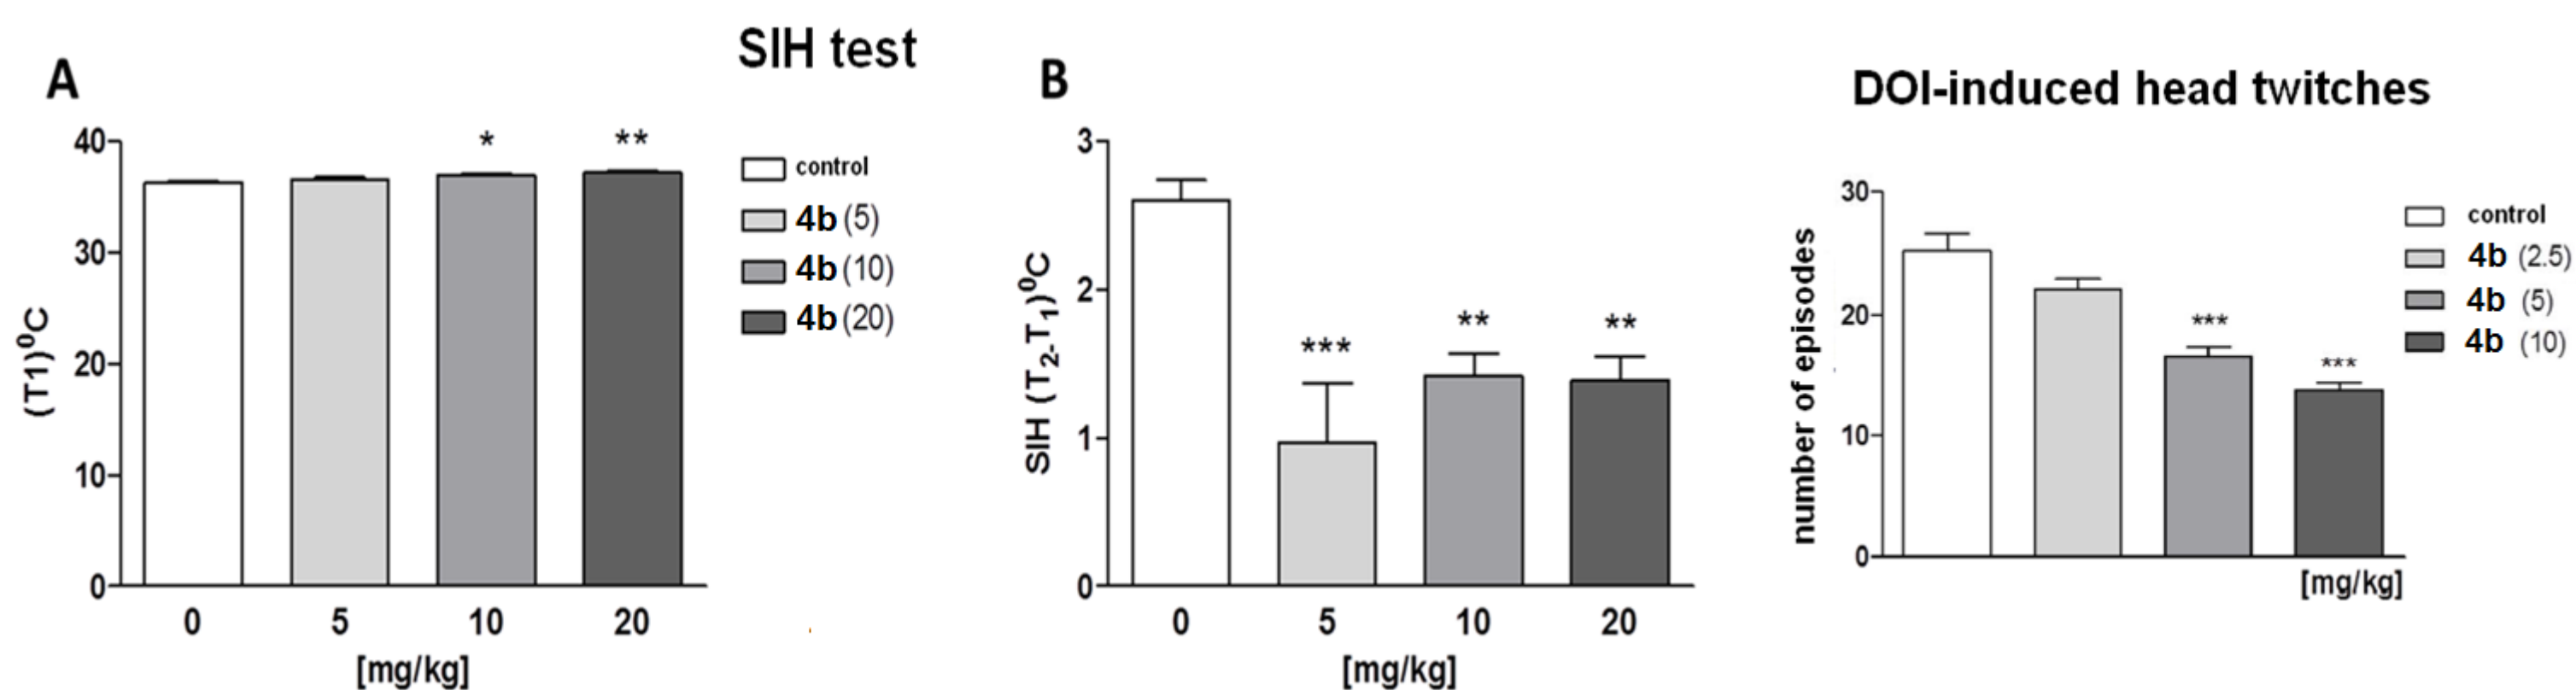 SIH test
A
40
30
20
10
0
(T1)⁰C
*
**
0 5 10 20
[mg/kg]
control
4b (5)
4b (10)
4b (20)
B
3
2
1
0
SIH (T₂-T₁)⁰C
***
**
**
0 5 10 20
[mg/kg]
DOI-induced head twitches
30
20
10
0
number of episodes
***
***
[mg/kg]
control
4b (2.5)
4b (5)
4b (10)